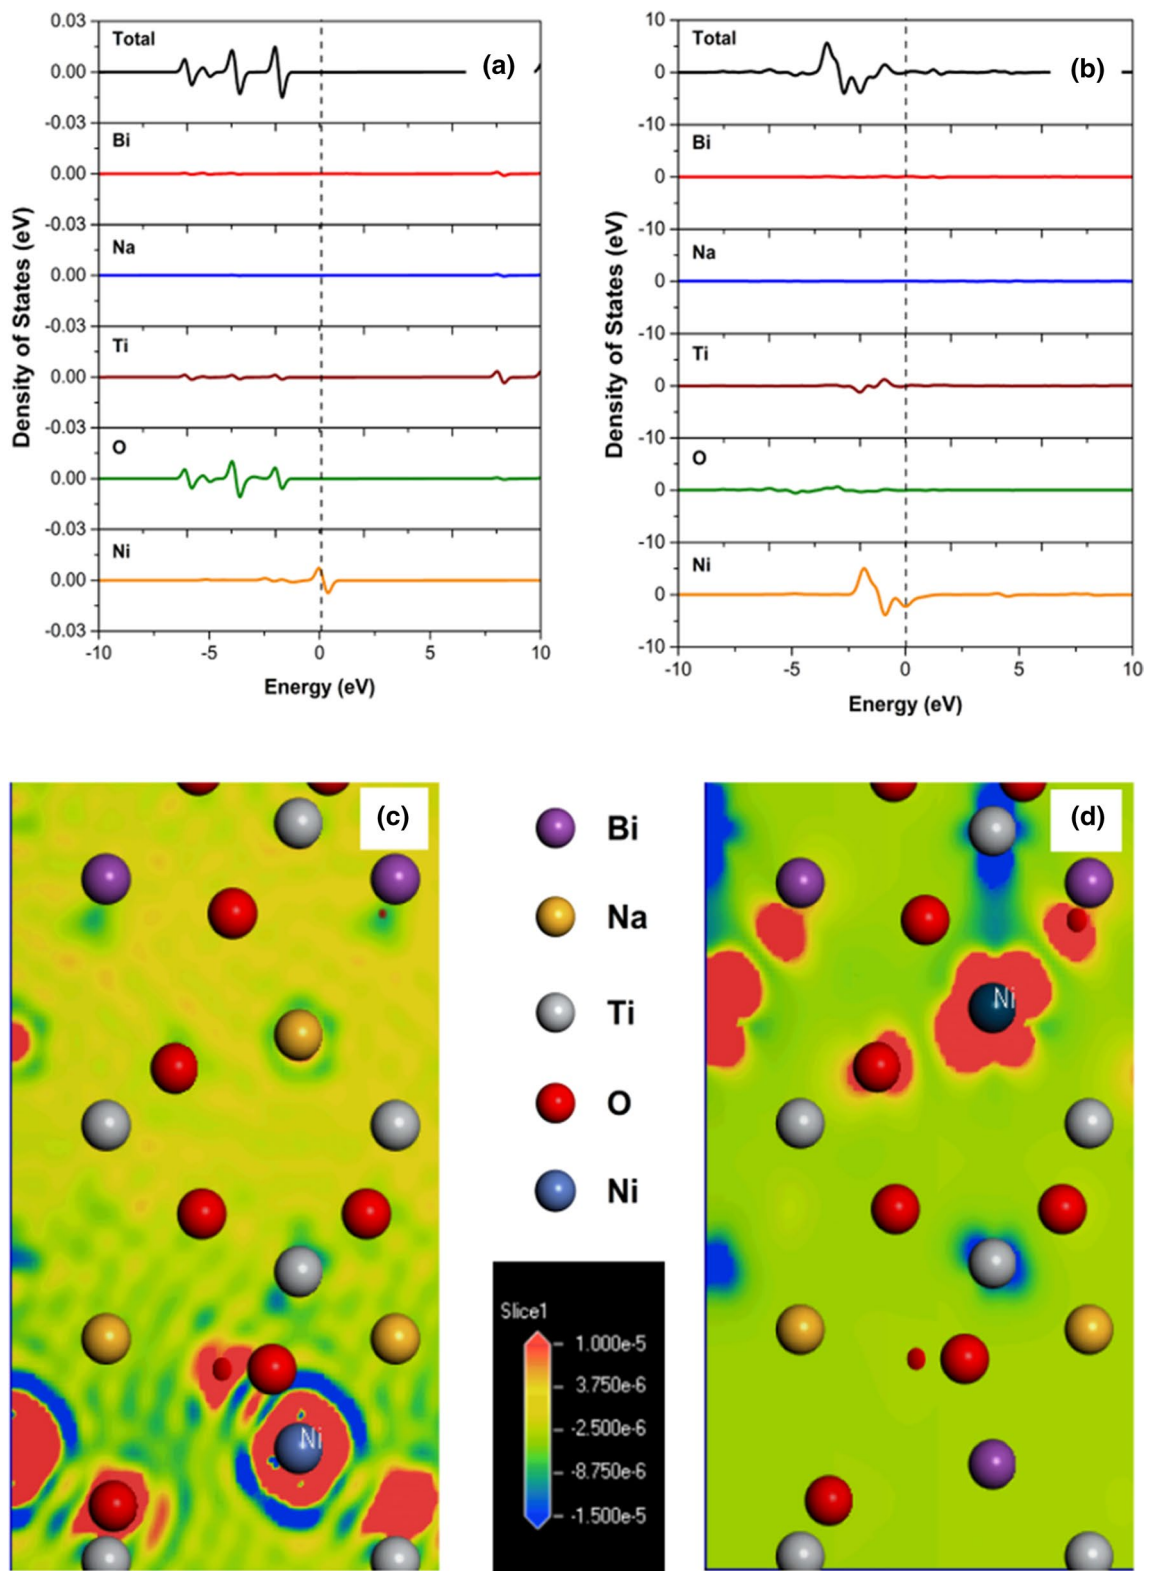 (a)
Density of States (eV)
0.03
Total
0.00
-0.03
Bi
0.00
-0.03
Na
0.00
-0.03
Ti
0.00
-0.03
O
0.00
-0.03
Ni
0.00
-0.03
-10 -5 0 5 10
Energy (eV)
(b)
Density of States (eV)
10
Total
0
-10
Bi
0
-10
Na
0
-10
Ti
0
-10
O
0
-10
Ni
0
-10
-10 -5 0 5 10
Energy (eV)
(c)
Ni
Bi
Na
Ti
O
Ni
Slice1
1.000e-5
3.750e-6
-2.500e-6
-8.750e-6
-1.500e-5
(d)
Ni